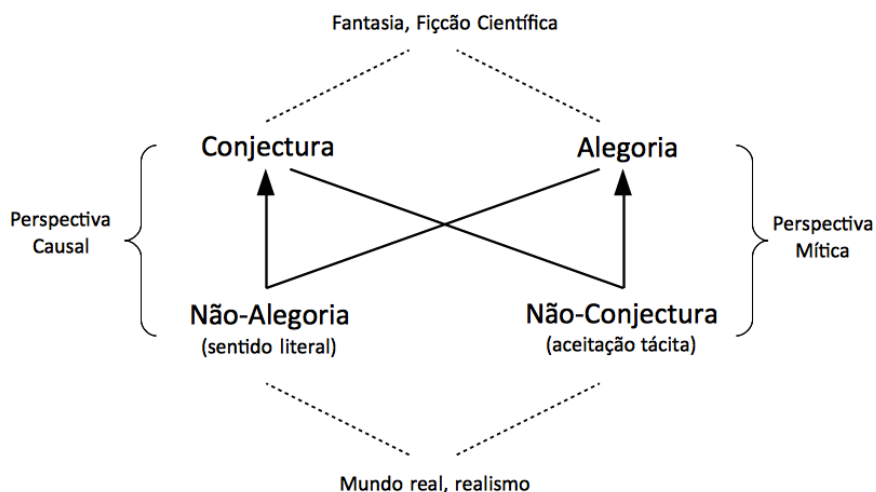 Fantasia, Fiçcão Científica
Conjectura
Alegoria
Perspectiva
Causal
Perspectiva
Mítica
Não-Alegoria
(sentido literal)
Não-Conjectura
(aceitação tácita)
Mundo real, realismo